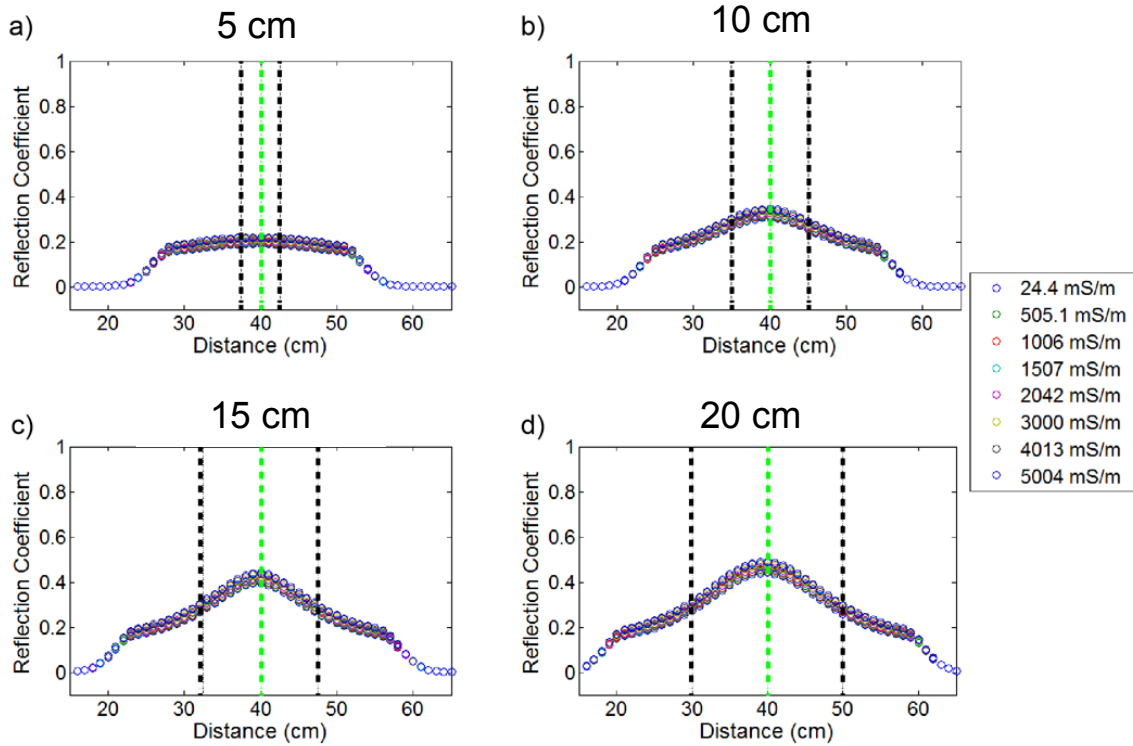 a)
5 cm
1
0.8
0.6
0.4
0.2
0
Reflection Coefficient
20 30 40 50 60
Distance (cm)
b)
10 cm
1
0.8
0.6
0.4
0.2
0
Reflection Coefficient
20 30 40 50 60
Distance (cm)
c)
15 cm
1
0.8
0.6
0.4
0.2
0
Reflection Coefficient
20 30 40 50 60
Distance (cm)
d)
20 cm
1
0.8
0.6
0.4
0.2
0
Reflection Coefficient
20 30 40 50 60
Distance (cm)
24.4 mS/m
505.1 mS/m
1006 mS/m
1507 mS/m
2042 mS/m
3000 mS/m
4013 mS/m
5004 mS/m